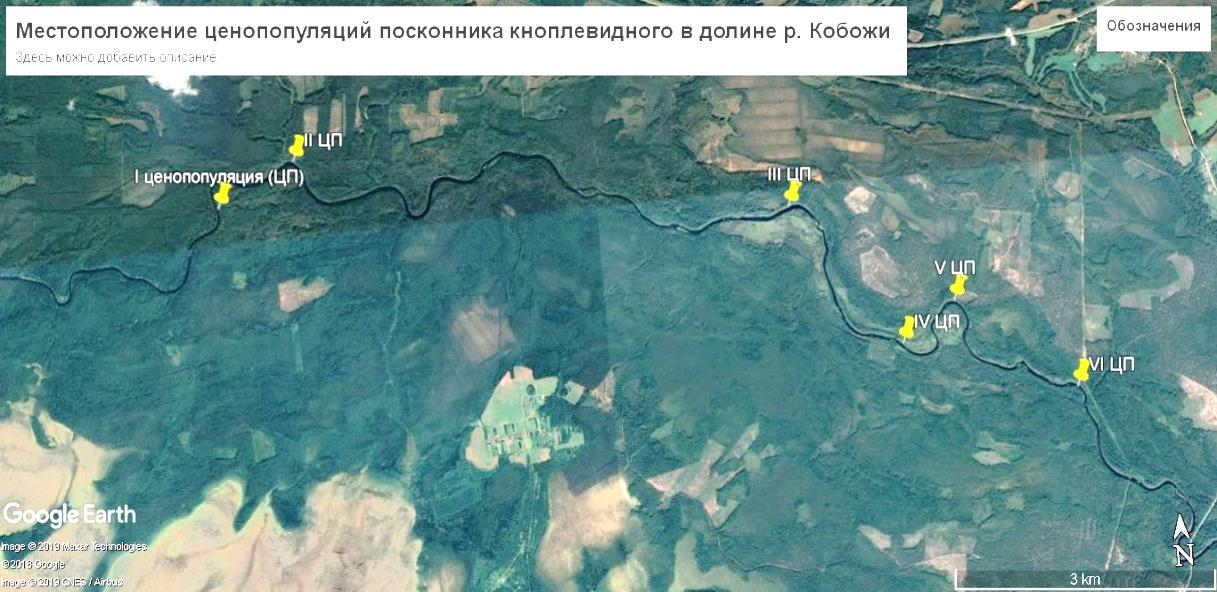 Местоположение ценопопуляций посконника кноплевидного в долине р. Кобожи
Здесь можно добавить описание.
Обозначения
II ЦП
I ценопопуляция (ЦП)
III ЦП
V ЦП
IV ЦП
VI ЦП
Google Earth
Image © 2019 Maxar Technologies
© 2018 Google
Image © 2019 CNES / Airbus
N
3 km